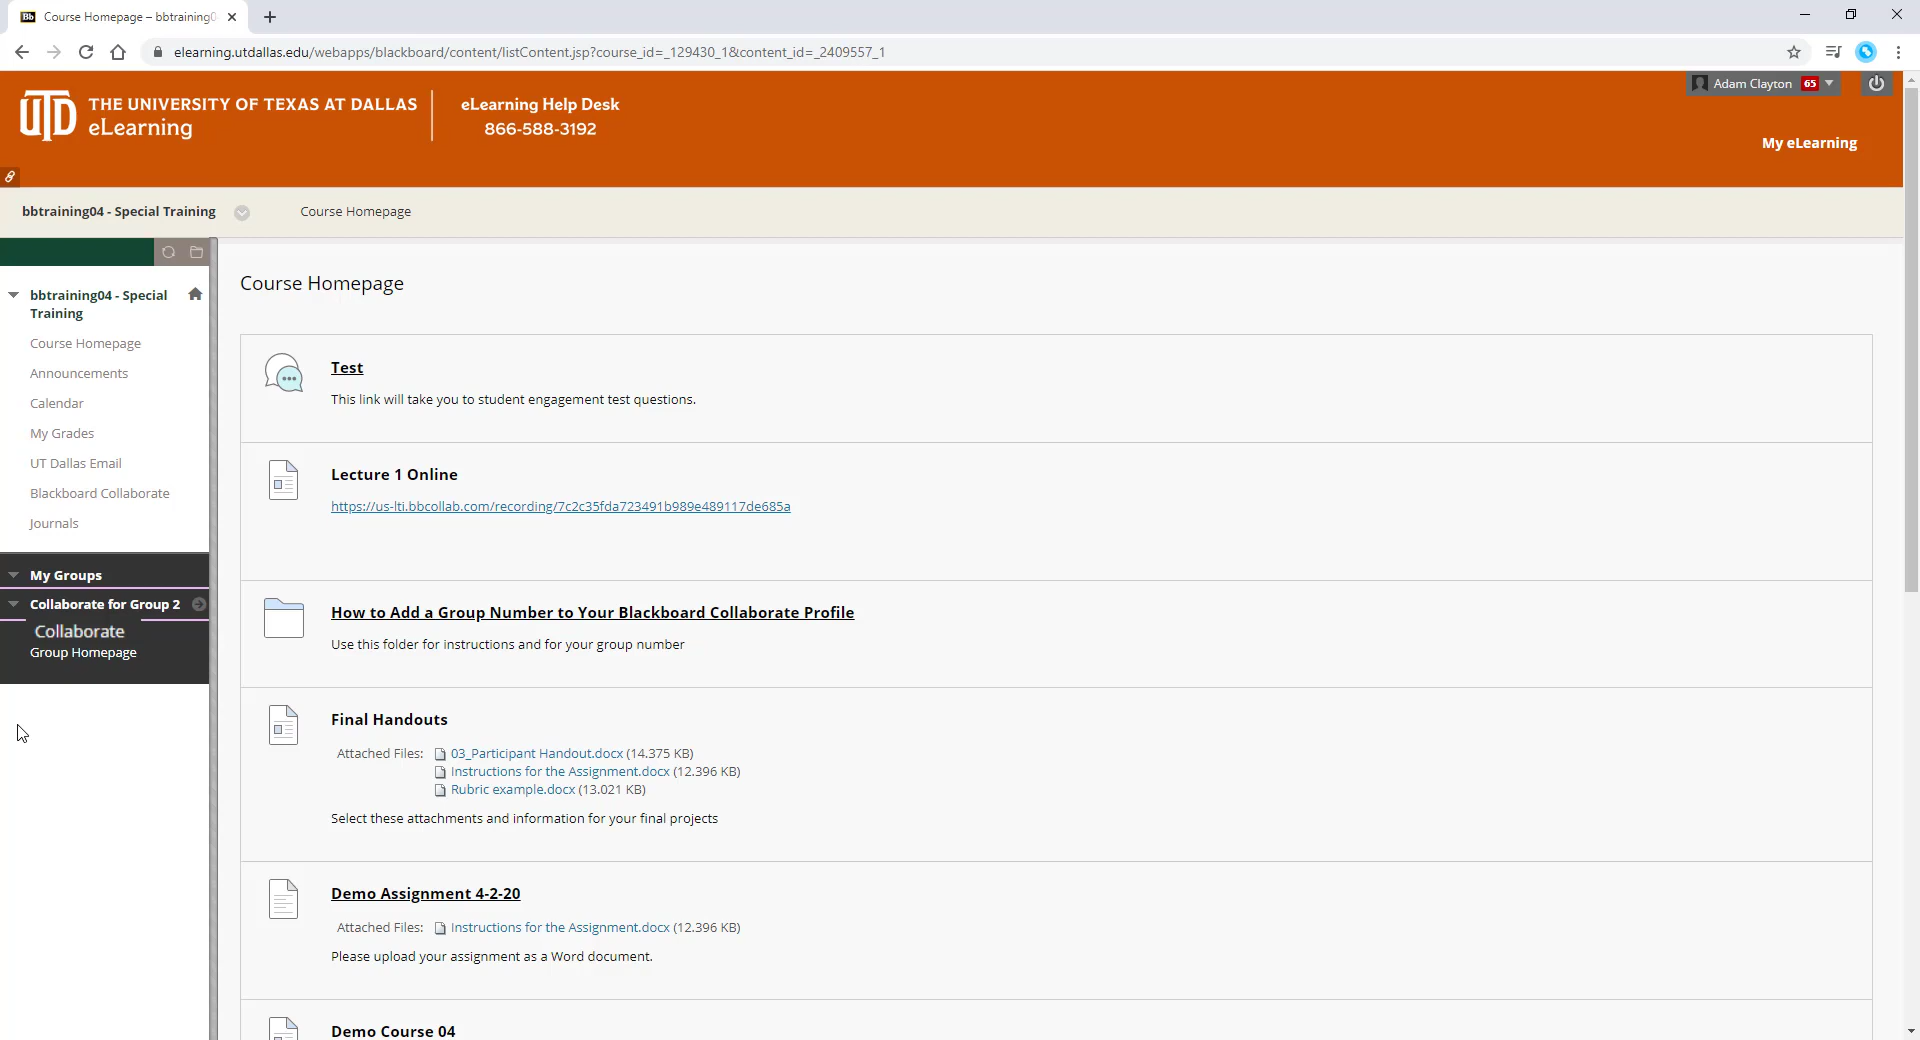 Bb Course Homepage – bbtraining0
elearning.utdallas.edu/webapps/blackboard/content/listContent.jsp?course_id=_129430_1&content_id=_2409557_1
Adam Clayton 65
UTD THE UNIVERSITY OF TEXAS AT DALLAS
eLearning
eLearning Help Desk
866-588-3192
My eLearning
bbtraining04 - Special Training
Course Homepage
bbtraining04 - Special
Training
Course Homepage
Announcements
Calendar
My Grades
UT Dallas Email
Blackboard Collaborate
Journals
My Groups
Collaborate for Group 2
Collaborate
Group Homepage
Course Homepage
Test
This link will take you to student engagement test questions.
Lecture 1 Online
https://us-lti.bbcollab.com/recording/7c2c35fda723491b989e489117de685a
How to Add a Group Number to Your Blackboard Collaborate Profile
Use this folder for instructions and for your group number
Final Handouts
Attached Files: 03_Participant Handout.docx (14.375 KB)
Instructions for the Assignment.docx (12.396 KB)
Rubric example.docx (13.021 KB)
Select these attachments and information for your final projects
Demo Assignment 4-2-20
Attached Files: Instructions for the Assignment.docx (12.396 KB)
Please upload your assignment as a Word document.
Demo Course 04